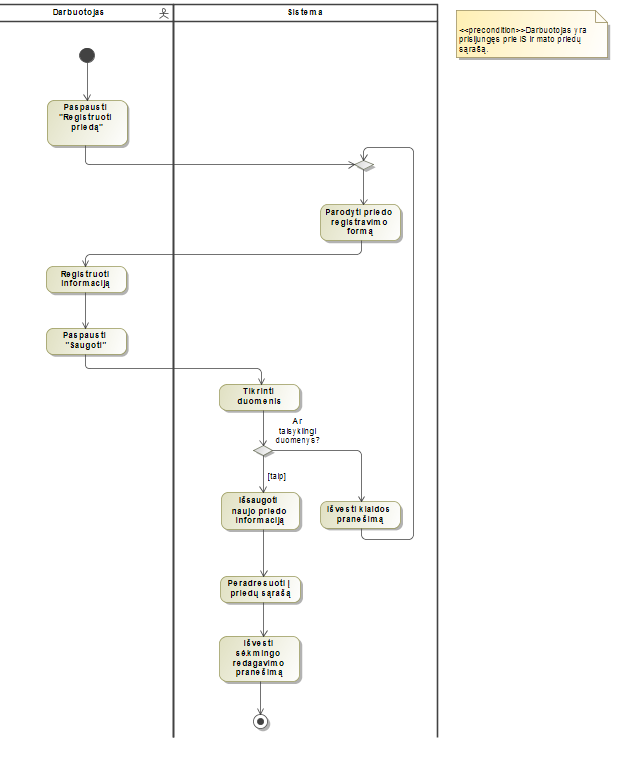 Darbuotojas
Sistema
<<precondition>>Darbuotojas yra
prisijungęs prie IS ir mato priedų
sąrašą.
Paspausti
"Registruoti
priedą"
Parodyti priedo
registravimo
formą
Registruoti
informaciją
Paspausti
"Saugoti"
Tikrinti
duomenis
Ar
taisyklingi
duomenys?
[taip]
Išsaugoti
naujo priedo
informaciją
Išvesti klaidos
pranešimą
Peradresuoti į
priedų sąrašą
Išvesti
sėkmingo
redagavimo
pranešimą